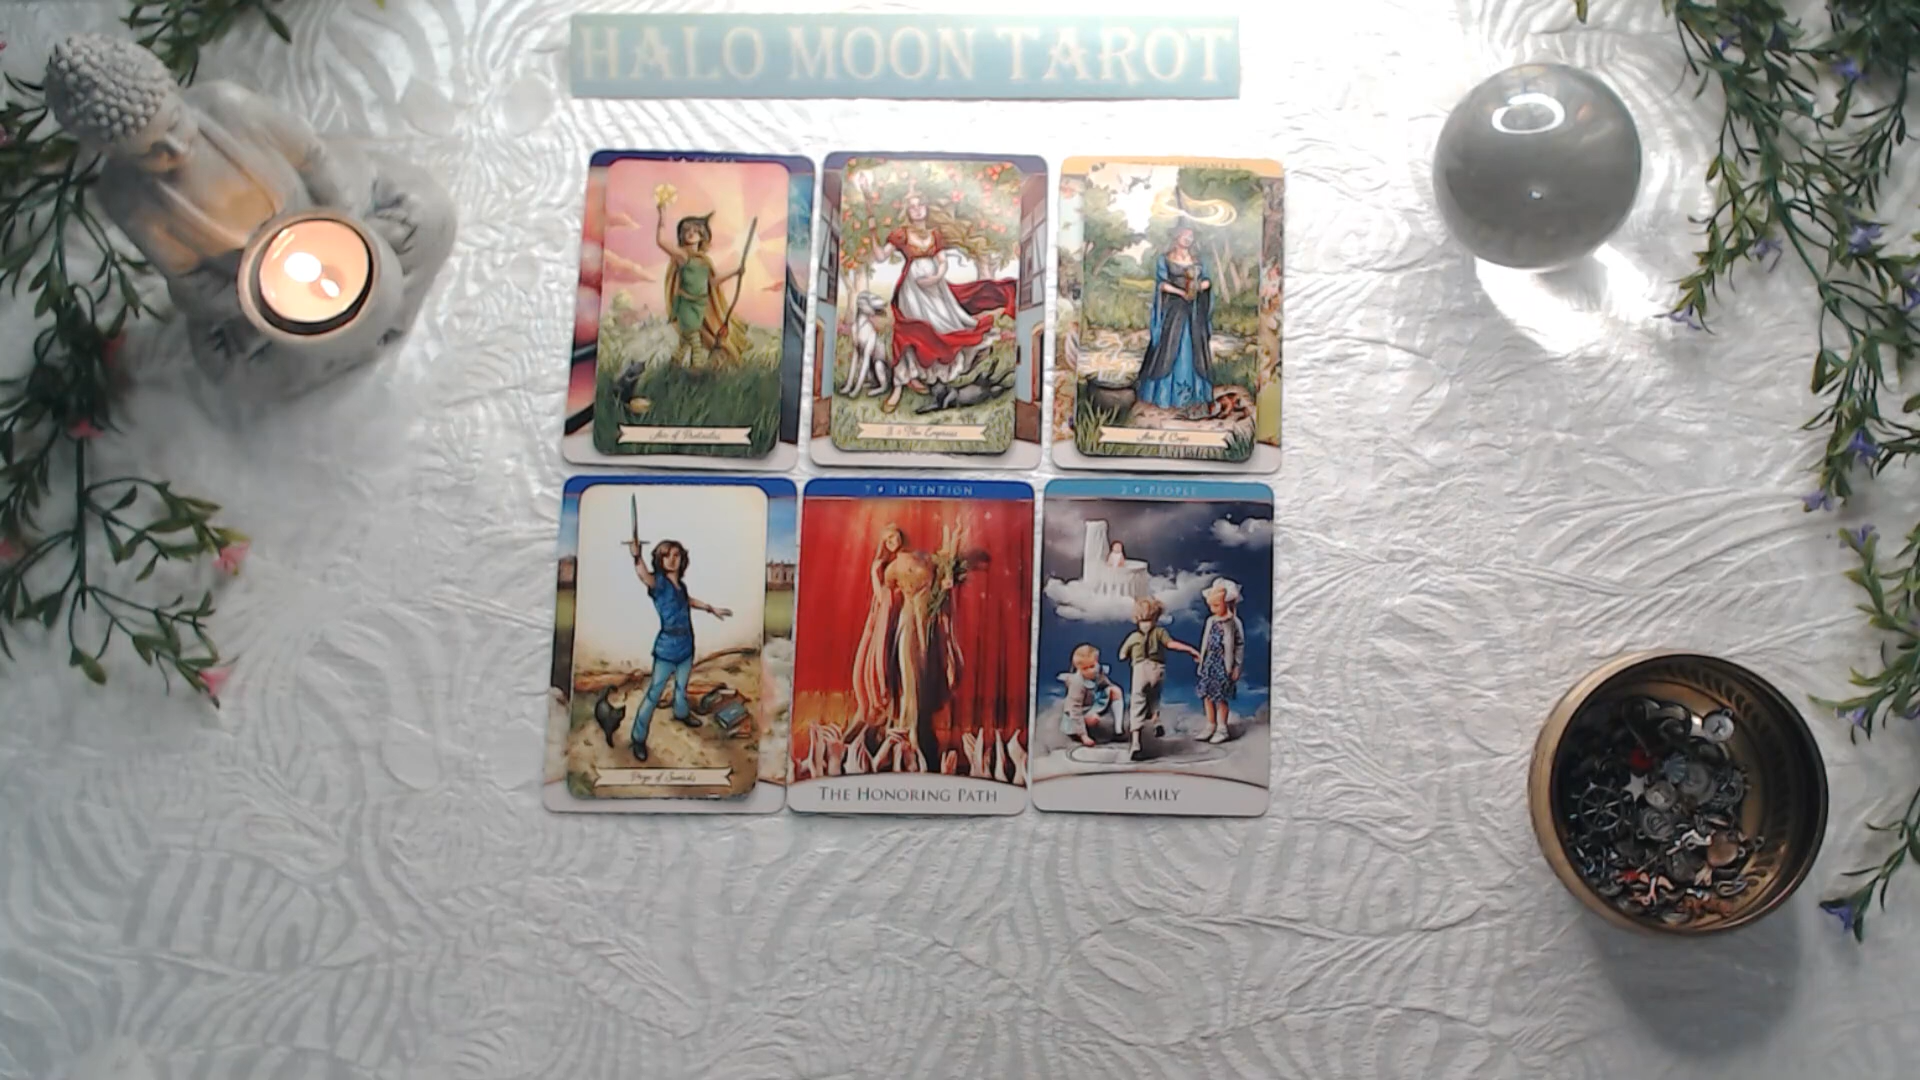 HALO MOON TAROT
Ace of Pentacles
3 • The Empress
Ace of Cups
Page of Swords
7 • INTENTION
THE HONORING PATH
2 • PEOPLE
FAMILY